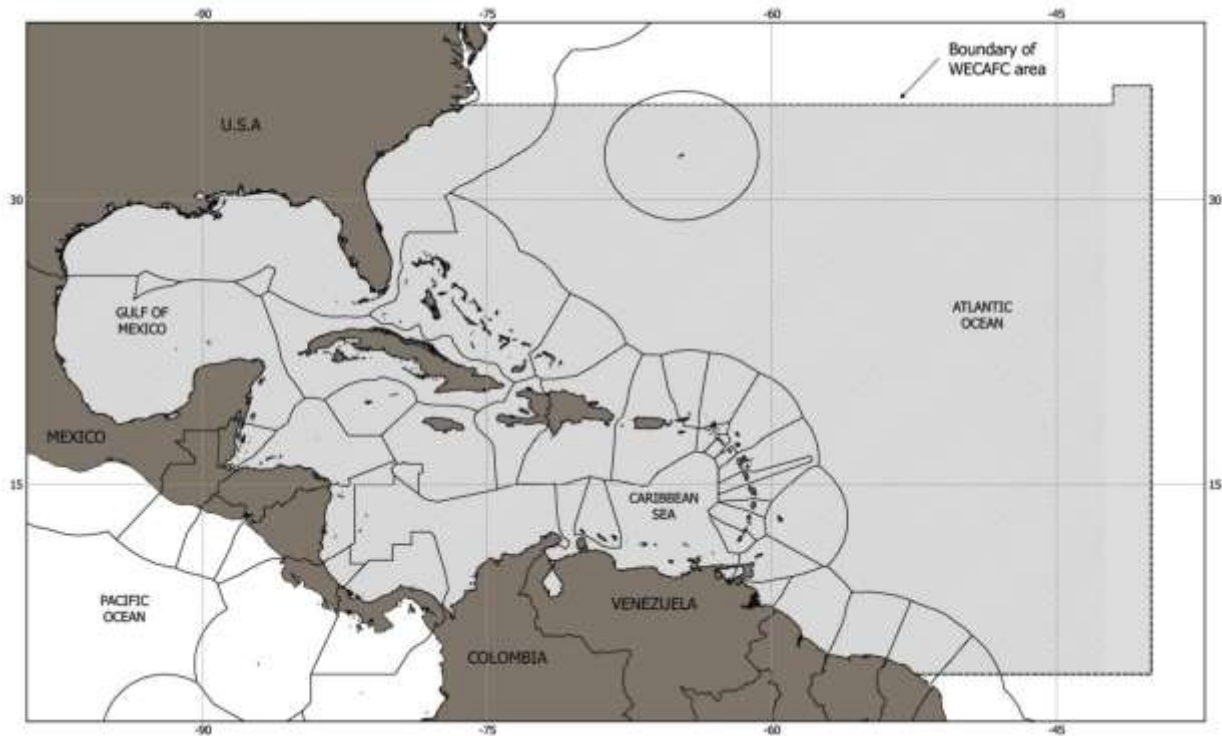 -90
-75
-60
-45
Boundary of
WECAFC area
U.S.A
30
30
GULF OF
MEXICO
ATLANTIC
OCEAN
MEXICO
15
CARIBBEAN
SEA
15
PACIFIC
OCEAN
VENEZUELA
COLOMBIA
-90
-75
-60
-45